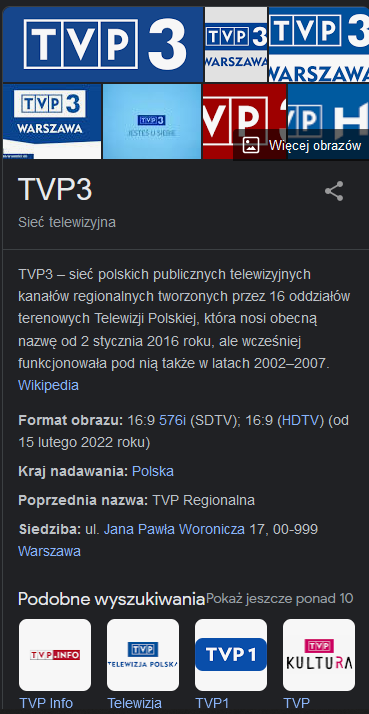 TVP 3
TVP 3
WARSZAWA
TVP 3
WARSZAWA
TVP 3
WARSZAWA
TVP 3
JESTEŚ U SIEBIE
VP
TVP
Więcej obrazów
TVP3
Sieć telewizyjna
TVP3 – sieć polskich publicznych telewizyjnych
kanałów regionalnych tworzonych przez 16 oddziałów
terenowych Telewizji Polskiej, która nosi obecną
nazwę od 2 stycznia 2016 roku, ale wcześniej
funkcjonowała pod nią także w latach 2002–2007.
Wikipedia
Format obrazu: 16:9 576i (SDTV); 16:9 (HDTV) (od
15 lutego 2022 roku)
Kraj nadawania: Polska
Poprzednia nazwa: TVP Regionalna
Siedziba: ul. Jana Pawła Woronicza 17, 00-999
Warszawa
Podobne wyszukiwania Pokaż jeszcze ponad 10
TVP INFO
TVP
TELEWIZJA POLSKA
TVP 1
TVP
KULTURA
TVP Info Telewizja TVP1 TVP